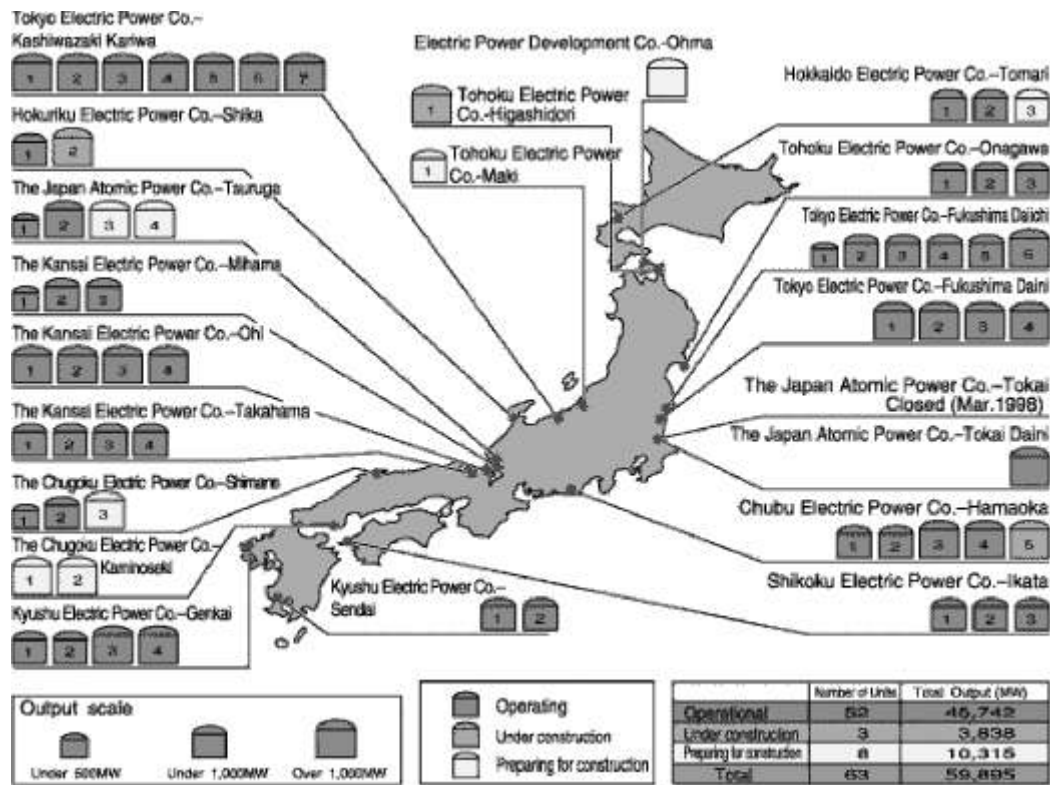 Tokyo Electric Power Co.–
Kashiwazaki Kariwa
1 2 3 4 5 6 7
Hokuriku Electric Power Co.–Shika
1 2
The Japan Atomic Power Co.–Tsuruga
1 2 3 4
The Kansai Electric Power Co.–Mihama
1 2 3
The Kansai Electric Power Co.–Ohi
1 2 3 4
The Kansai Electric Power Co.–Takahama
1 2 3 4
The Chugoku Electric Power Co.–Shimane
1 2 3
The Chugoku Electric Power Co.–
Kaminoseki
1 2
Kyushu Electric Power Co.–Genkai
1 2 3 4
Electric Power Development Co.–Ohma
1 Tohoku Electric Power
Co.–Higashidori
1 Tohoku Electric Power
Co.–Maki
Hokkaido Electric Power Co.–Tomari
1 2 3
Tohoku Electric Power Co.–Onagawa
1 2 3
Tokyo Electric Power Co.–Fukushima Daiichi
1 2 3 4 5 6
Tokyo Electric Power Co.–Fukushima Daini
1 2 3 4
The Japan Atomic Power Co.–Tokai
Closed (Mar.1998)
The Japan Atomic Power Co.–Tokai Daini
Chubu Electric Power Co.–Hamaoka
1 2 3 4 5
Shikoku Electric Power Co.–Ikata
1 2 3
Kyushu Electric Power Co.–
Sendai
1 2
Output scale
Under 500MW Under 1,000MW Over 1,000MW
Operating
Under construction
Preparing for construction
Number of Units Total Output (MW)
Operational 52 45,742
Under construction 3 3,838
Preparing for construction 8 10,315
Total 63 59,895